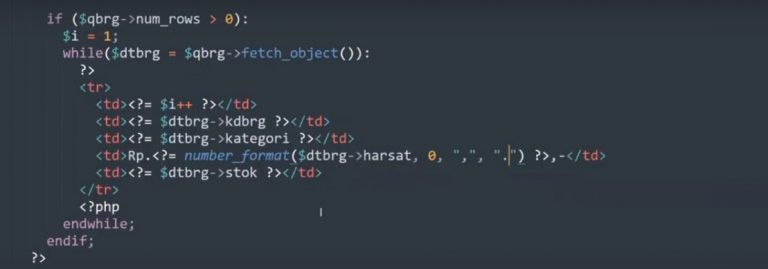 if ($qbrg->num_rows > 0):
$i = 1;
while($dtbrg = $qbrg->fetch_object()):
?>
<tr>
<td><?= $i++ ?></td>
<td><?= $dtbrg->kdbrg ?></td>
<td><?= $dtbrg->kategori ?></td>
<td>Rp.<?= number_format($dtbrg->harsat, 0, ",", ".") ?>,-</td>
<td><?= $dtbrg->stok ?></td>
</tr>
<?php
endwhile;
endif;
?>